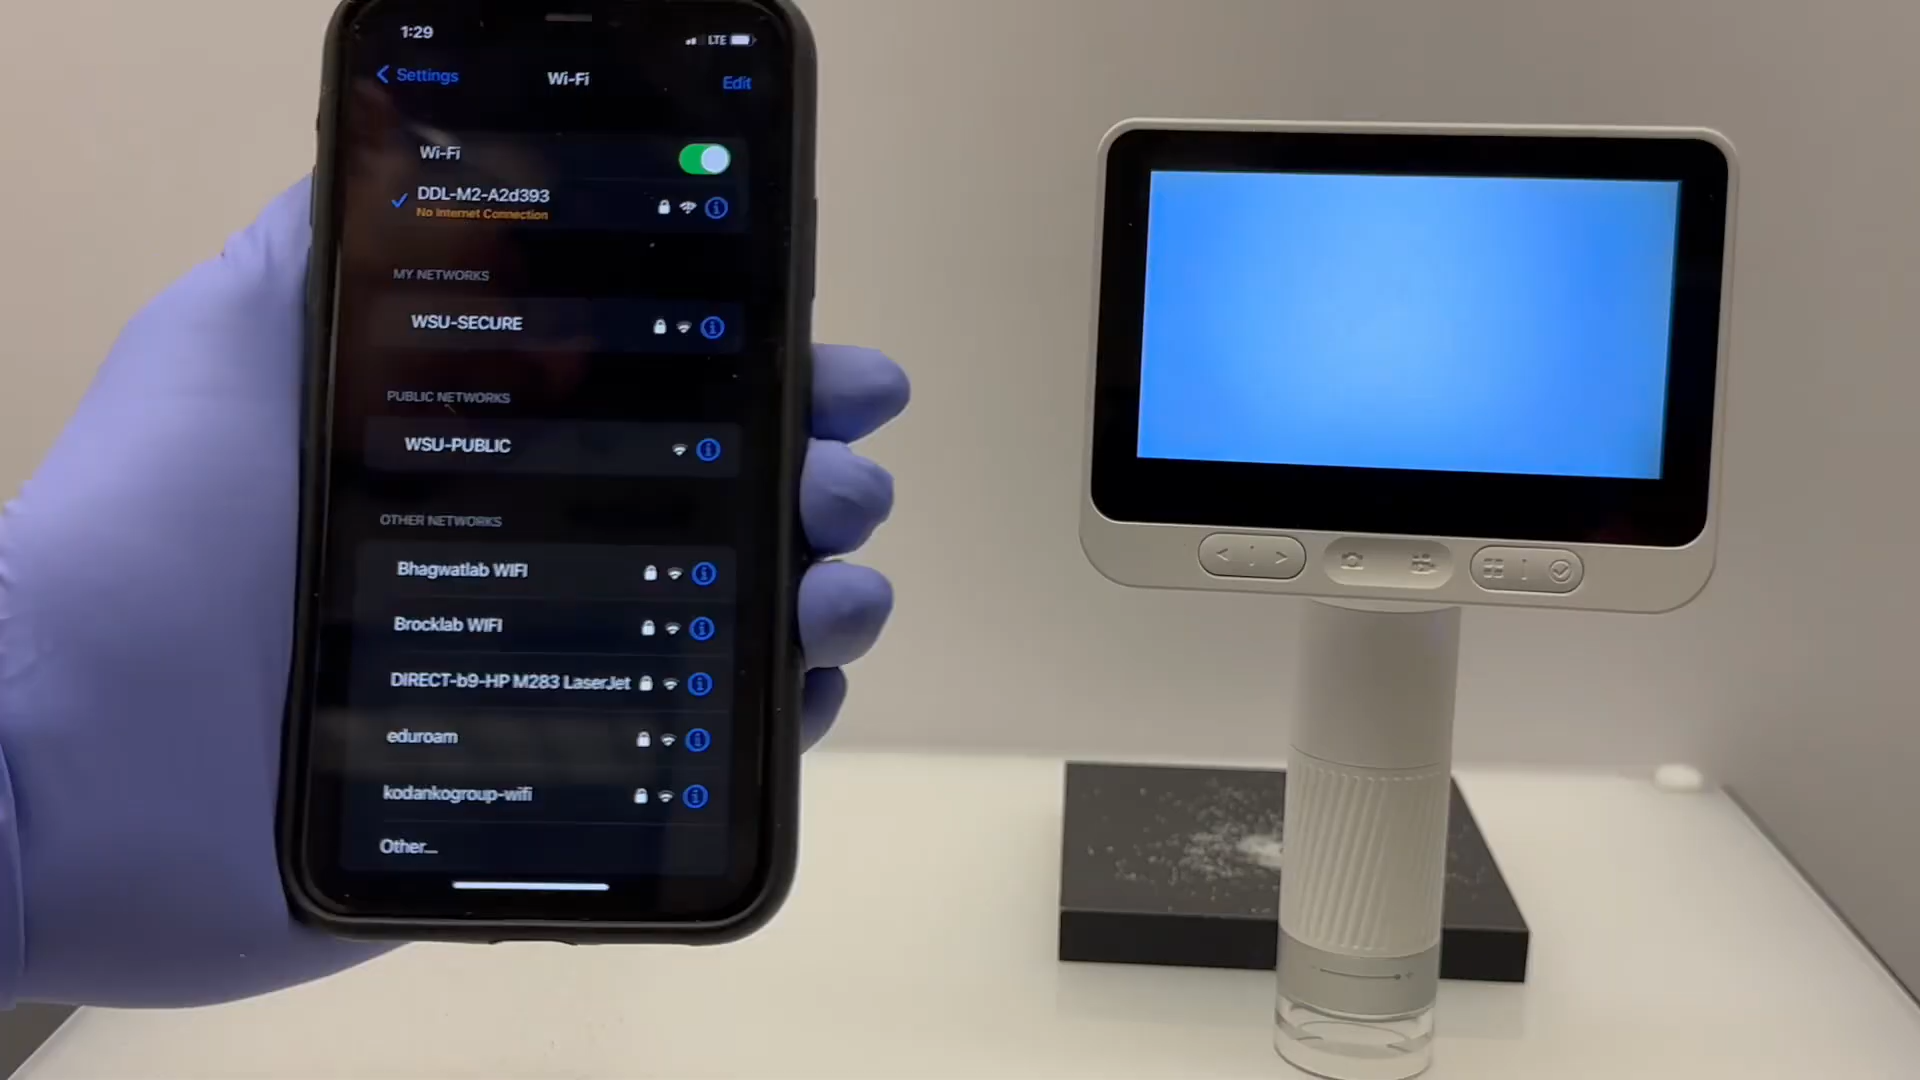 1:29
LTE
Settings
Wi-Fi
Edit
Wi-Fi
DDL-M2-A2d393
No Internet Connection
MY NETWORKS
WSU-SECURE
PUBLIC NETWORKS
WSU-PUBLIC
OTHER NETWORKS
Bhagwatlab WIFI
Brocklab WIFI
DIRECT-b9-HP M283 LaserJet
eduroam
kodankogroup-wifi
Other...